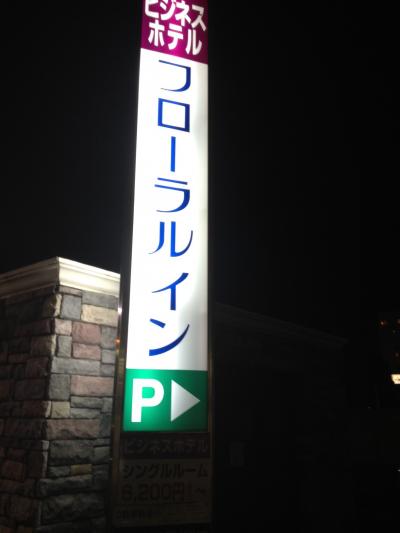 ビジネス
ホテル
フローラルイン
P
ビジネスホテル
シングルルーム
6,200円～